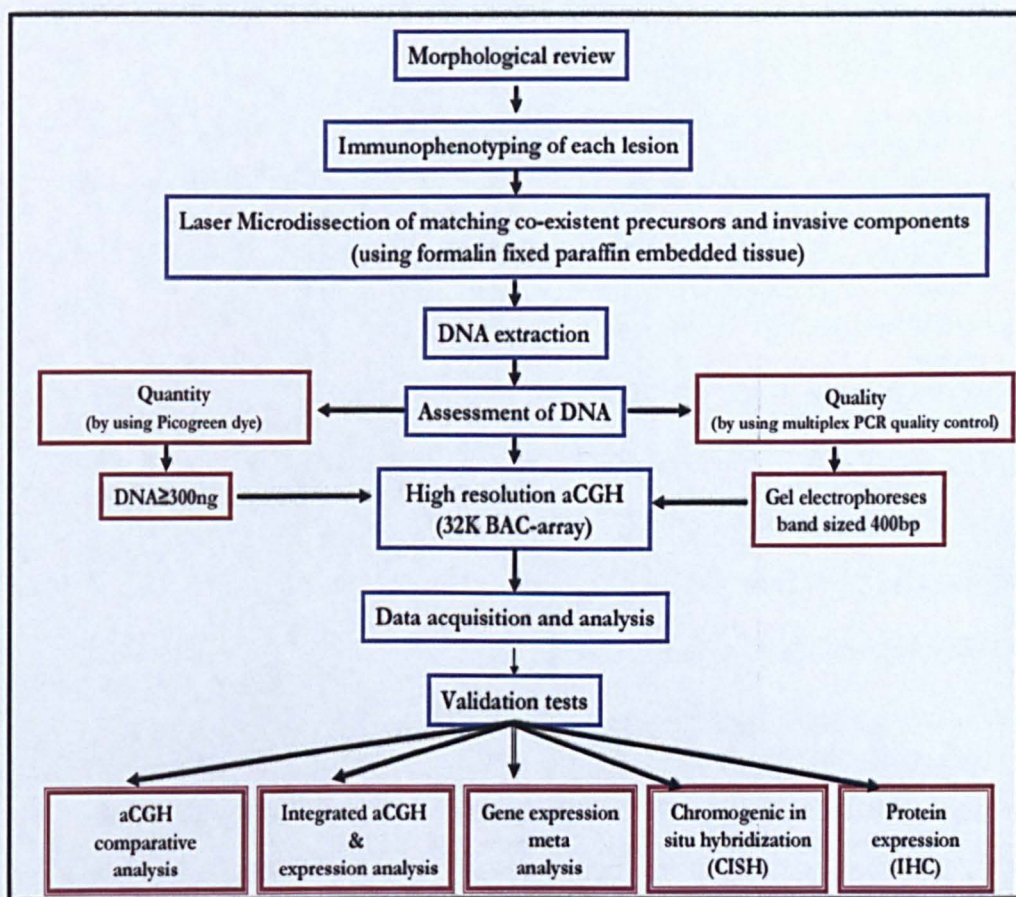 Morphological review
Immunophenotyping of each lesion
Laser Microdissection of matching co-existent precursors and invasive components
(using formalin fixed paraffin embedded tissue)
DNA extraction
Quantity
(by using Picogreen dye)
Assessment of DNA
Quality
(by using multiplex PCR quality control)
DNA≥300ng
High resolution aCGH
(32K BAC-array)
Gel electrophoreses
band sized 400bp
Data acquisition and analysis
Validation tests
aCGH
comparative
analysis
Integrated aCGH
&
expression analysis
Gene expression
meta
analysis
Chromogenic in
situ hybridization
(CISH)
Protein
expression
(IHC)